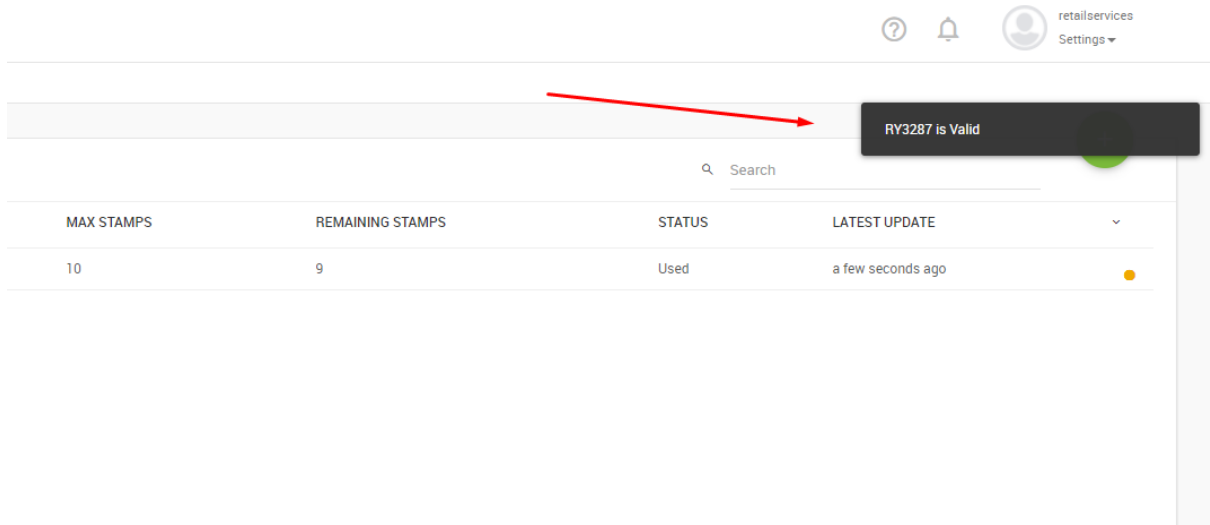 retailservices
Settings
RY3287 is Valid
Search
MAX STAMPS REMAINING STAMPS STATUS LATEST UPDATE
10 9 Used a few seconds ago